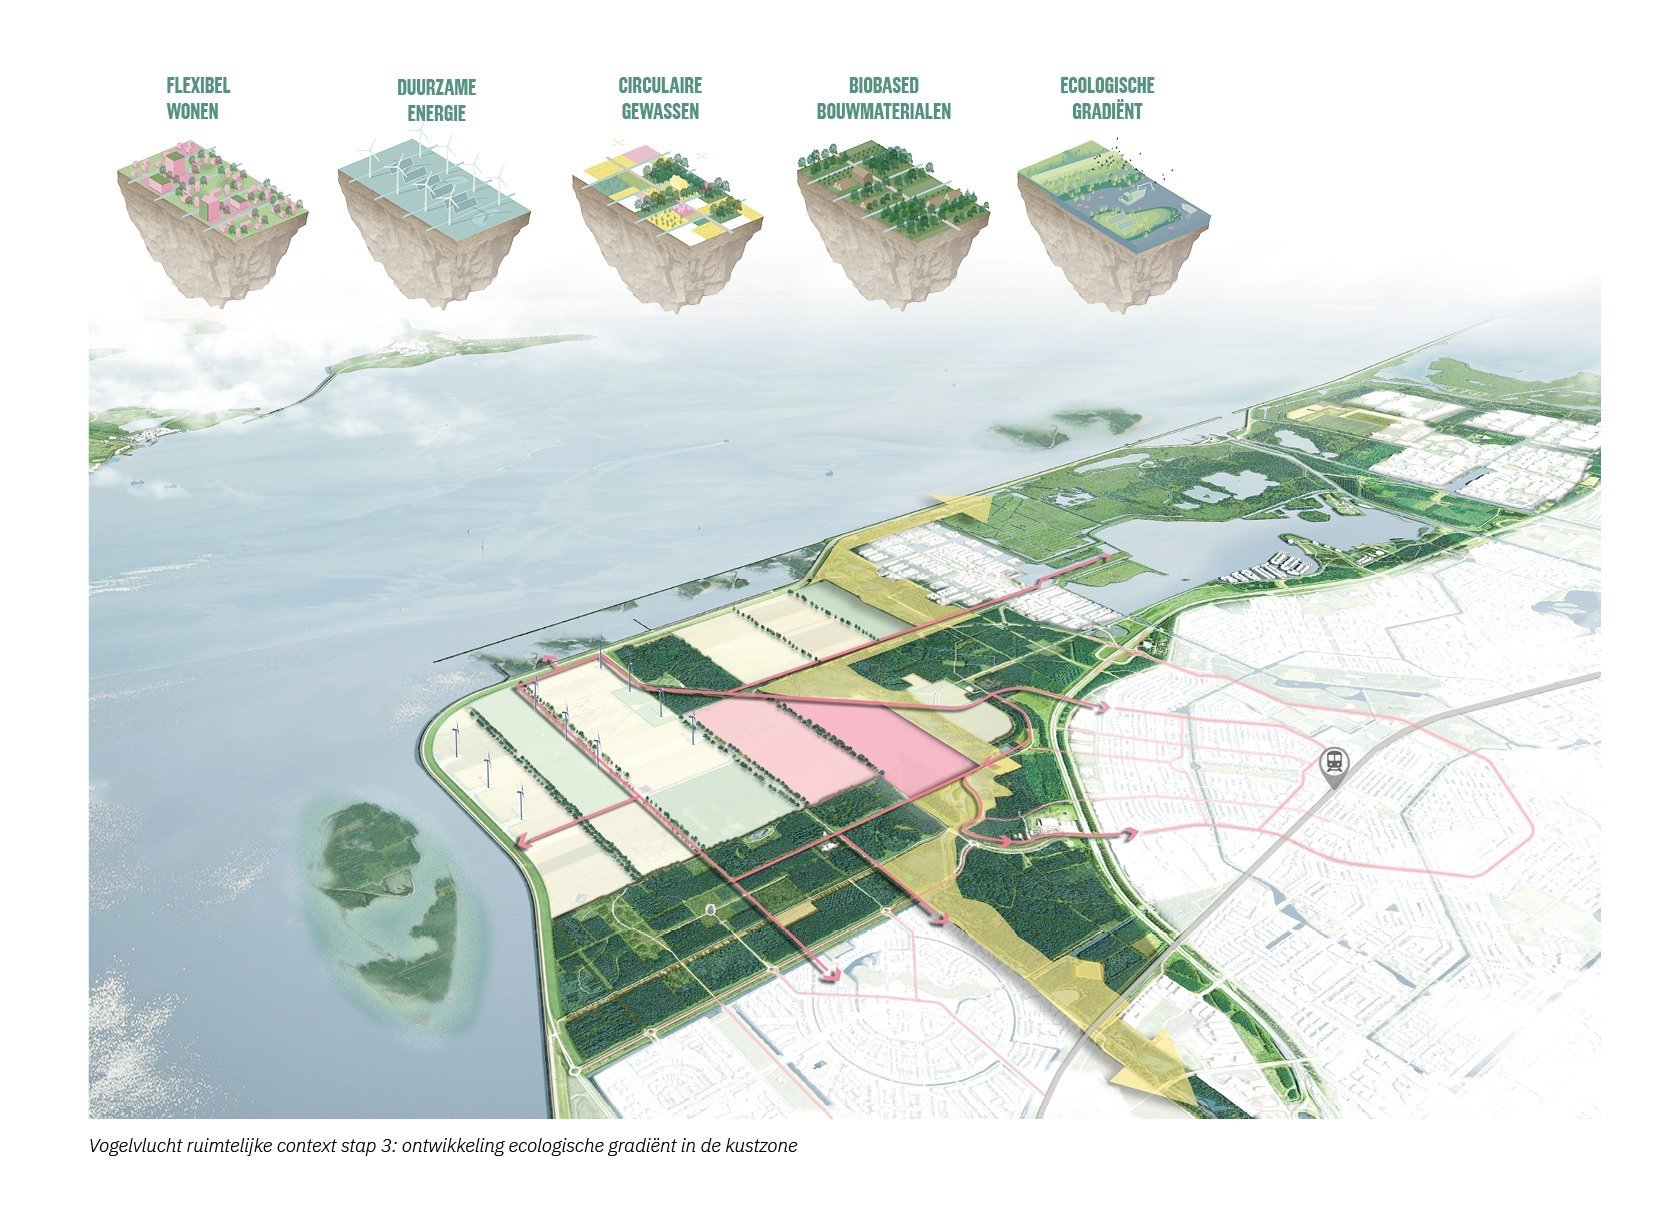 FLEXIBEL
WONEN
DUURZAME
ENERGIE
CIRCULAIRE
GEWASSEN
BIOBASED
BOUWMATERIALEN
ECOLOGISCHE
GRADIËNT
Vogelvlucht ruimtelijke context stap 3: ontwikkeling ecologische gradiënt in de kustzone